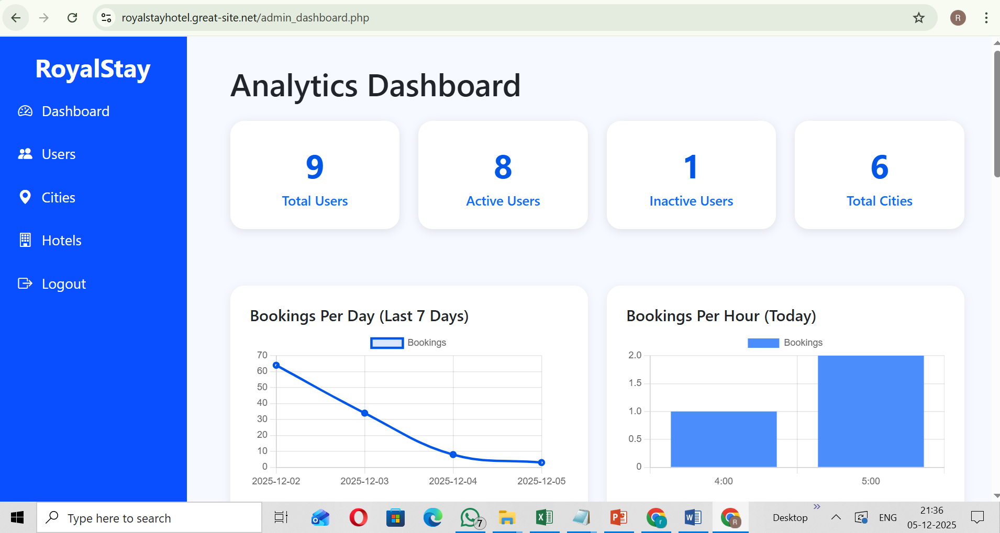 royalstayhotel.great-site.net/admin_dashboard.php
R
RoyalStay
Dashboard
Users
Cities
Hotels
Logout
Analytics Dashboard
9
Total Users
8
Active Users
1
Inactive Users
6
Total Cities
Bookings Per Day (Last 7 Days)
Bookings
70
60
50
40
30
20
10
0
2025-12-02 2025-12-03 2025-12-04 2025-12-05
Bookings Per Hour (Today)
Bookings
2.0
1.5
1.0
0.5
0
4:00 5:00
Type here to search
7
r
R
Desktop
ENG
21:36
05-12-2025